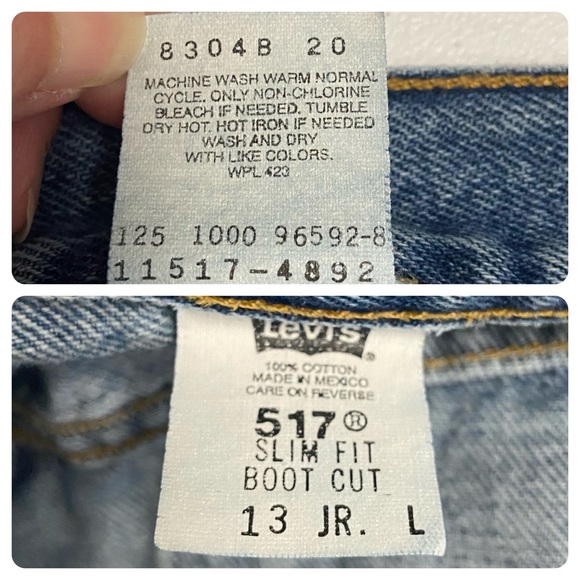 8304B 20
MACHINE WASH WARM NORMAL
CYCLE. ONLY NON-CHLORINE
BLEACH IF NEEDED. TUMBLE
DRY HOT. HOT IRON IF NEEDED
WASH AND DRY
WITH LIKE COLORS.
WPL 423
125 1000 96592-8
11517-4892
Levi's ®
100% COTTON
MADE IN MEXICO
CARE ON REVERSE
517®
SLIM FIT
BOOT CUT
13 JR. L